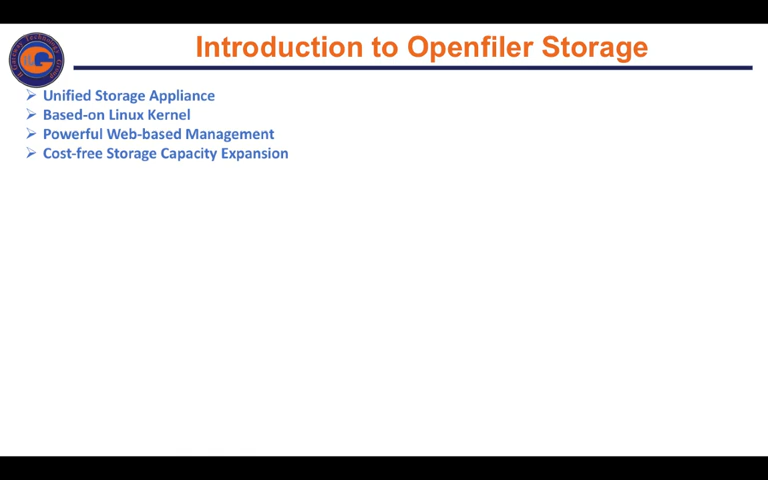 Introduction to Openfiler Storage
Unified Storage Appliance
Based-on Linux Kernel
Powerful Web-based Management
Cost-free Storage Capacity Expansion